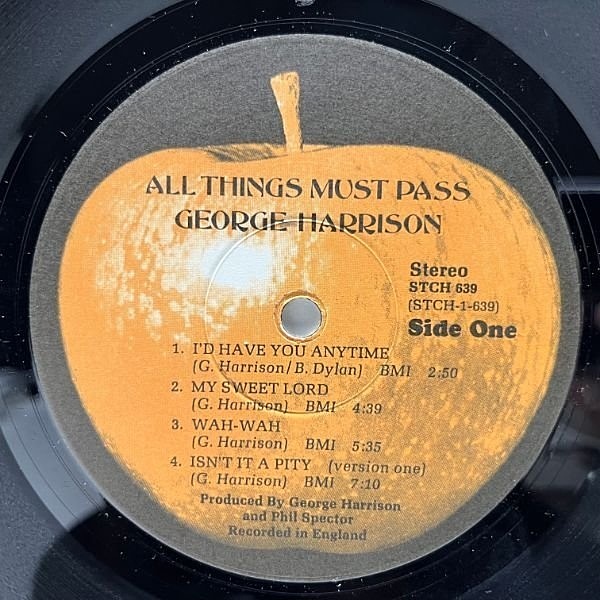 ALL THINGS MUST PASS
GEORGE HARRISON
Stereo
STCH 639
(STCH-1-639)
Side One
1. I'D HAVE YOU ANYTIME
(G. Harrison/B. Dylan) BMI 2:50
2. MY SWEET LORD
(G. Harrison) BMI 4:39
3. WAH-WAH
(G. Harrison) BMI 5:35
4. ISN'T IT A PITY (version one)
(G. Harrison) BMI 7:10
Produced By George Harrison
and Phil Spector
Recorded in England